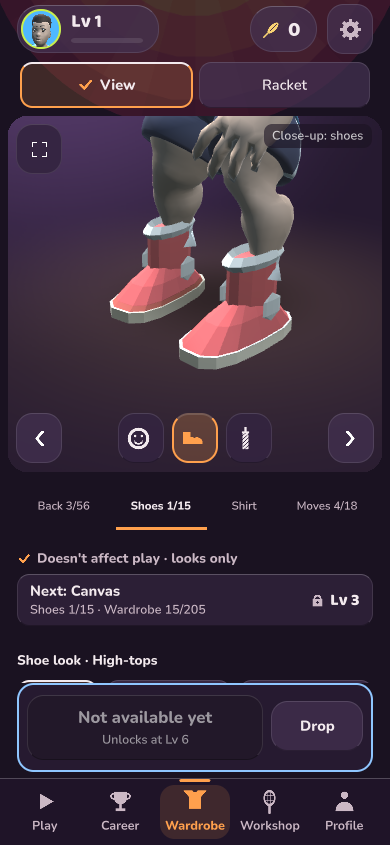 Lv 1
0
View
Racket
Close-up: shoes
Back 3/56
Shoes 1/15
Shirt
Moves 4/18
Doesn't affect play · looks only
Next: Canvas
Shoes 1/15 · Wardrobe 15/205
Lv 3
Shoe look · High-tops
Not available yet
Unlocks at Lv 6
Drop
Play
Career
Wardrobe
Workshop
Profile